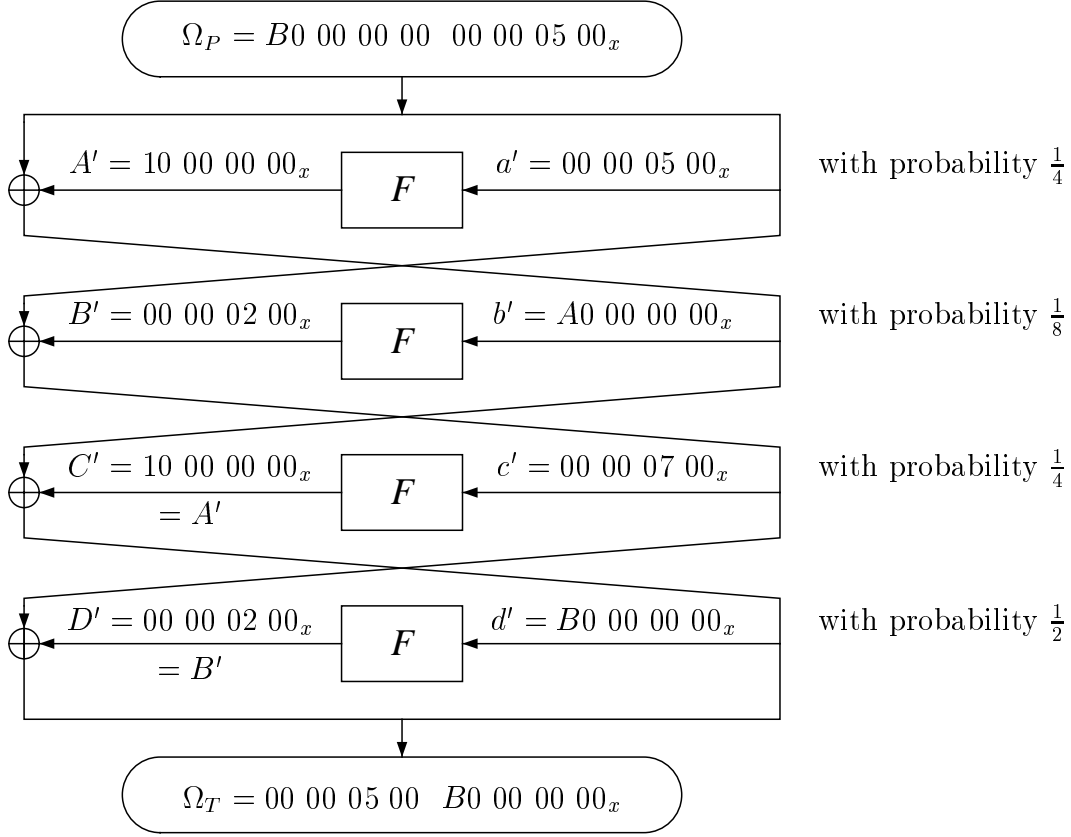 Ω_P = B0 00 00 00 00 00 05 00_x
A′ = 10 00 00 00_x F a′ = 00 00 05 00_x with probability 1/4
B′ = 00 00 02 00_x F b′ = A0 00 00 00_x with probability 1/8
C′ = 10 00 00 00_x F c′ = 00 00 07 00_x with probability 1/4
= A′
D′ = 00 00 02 00_x F d′ = B0 00 00 00_x with probability 1/2
= B′
Ω_T = 00 00 05 00 B0 00 00 00_x